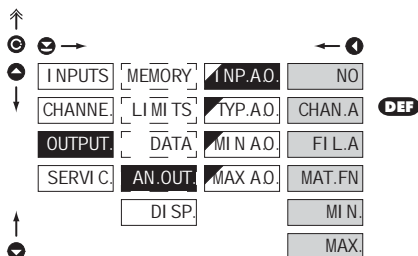 INPUTS MEMORY INP.A.O. NO
CHANNE. LIMITS TYP.A.O. CHAN.A DEF
OUTPUT. DATA MIN A.O. FIL.A
SERVIC. AN.OUT. MAX A.O. MAT.FN
DISP. MIN.
MAX.